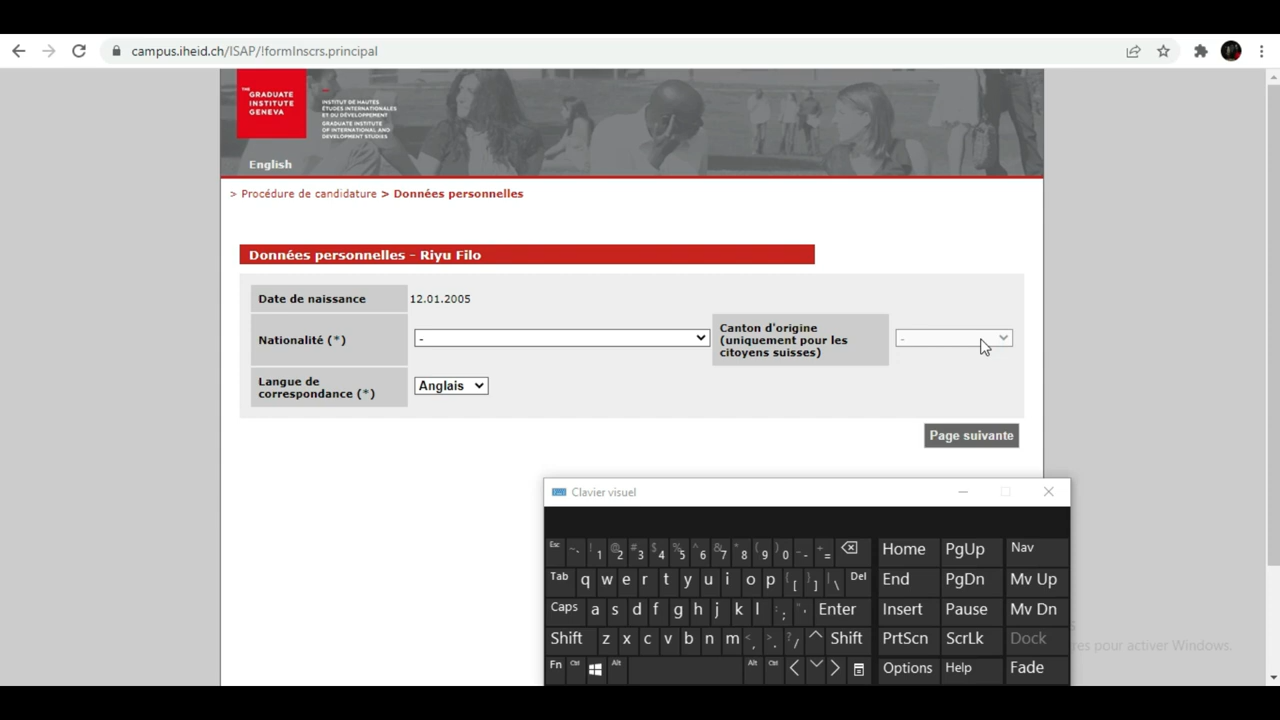 campus.iheid.ch/ISAP/!formInscrs.principal
THE
GRADUATE
INSTITUTE
GENEVA
INSTITUT DE HAUTES
ÉTUDES INTERNATIONALES
ET DU DÉVELOPPEMENT
GRADUATE INSTITUTE
OF INTERNATIONAL AND
DEVELOPMENT STUDIES
English
> Procédure de candidature > Données personnelles
Données personnelles - Riyu Filo
Date de naissance 12.01.2005
Nationalité (*) -
Canton d'origine
(uniquement pour les
citoyens suisses)
-
Langue de
correspondance (*)
Anglais
Page suivante
Clavier visuel
Esc ~ ` ! 1 @ 2 # 3 $ 4 % 5 ^ 6 & 7 * 8 ( 9 ) 0 _ - + = Home PgUp Nav
Tab q w e r t y u i o p { [ } ] | \ Del End PgDn Mv Up
Caps a s d f g h j k l : ; " ' Enter Insert Pause Mv Dn
Shift z x c v b n m < , > . ? / Shift PrtScn ScrLk Dock
Fn Ctrl Alt Alt Ctrl Options Help Fade
res pour activer Windows.